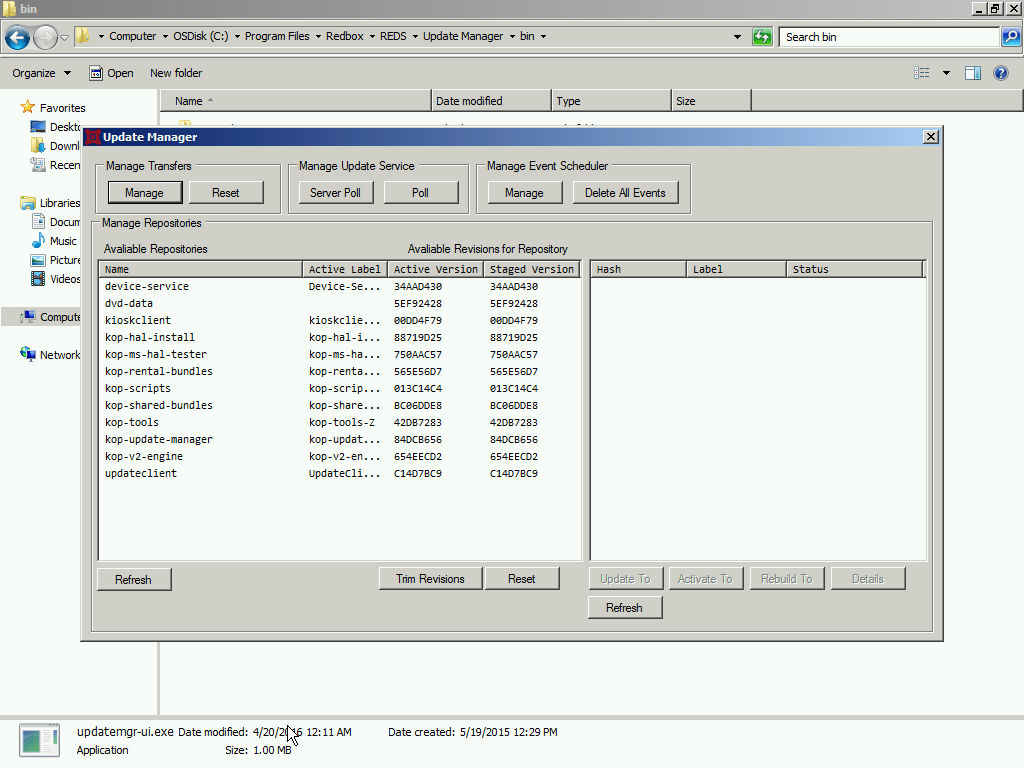 bin
Computer OSDisk (C:) Program Files Redbox REDS Update Manager bin
Search bin
Organize Open New folder
Name Date modified Type Size
Favorites
Deskt
Downl
Recen
Libraries
Docum
Music
Picture
Videos
Compute
Network
Update Manager
Manage Transfers
Manage Reset
Manage Update Service
Server Poll Poll
Manage Event Scheduler
Manage Delete All Events
Manage Repositories
Avaliable Repositories Avaliable Revisions for Repository
Name Active Label Active Version Staged Version Hash Label Status
device-service Device-Se... 34AAD430 34AAD430
dvd-data 5EF92428 5EF92428
kioskclient kioskclie... 00DD4F79 00DD4F79
kop-hal-install kop-hal-i... 88719D25 88719D25
kop-ms-hal-tester kop-ms-ha... 750AAC57 750AAC57
kop-rental-bundles kop-renta... 565E56D7 565E56D7
kop-scripts kop-scrip... 013C14C4 013C14C4
kop-shared-bundles kop-share... BC06DDE8 BC06DDE8
kop-tools kop-tools-Z 42DB7283 42DB7283
kop-update-manager kop-updat... 84DCB656 84DCB656
kop-v2-engine kop-v2-en... 654EECD2 654EECD2
updateclient UpdateCli... C14D7BC9 C14D7BC9
Refresh Trim Revisions Reset Update To Activate To Rebuild To Details
Refresh
updatemgr-ui.exe Date modified: 4/20/2016 12:11 AM Date created: 5/19/2015 12:29 PM
Application Size: 1.00 MB